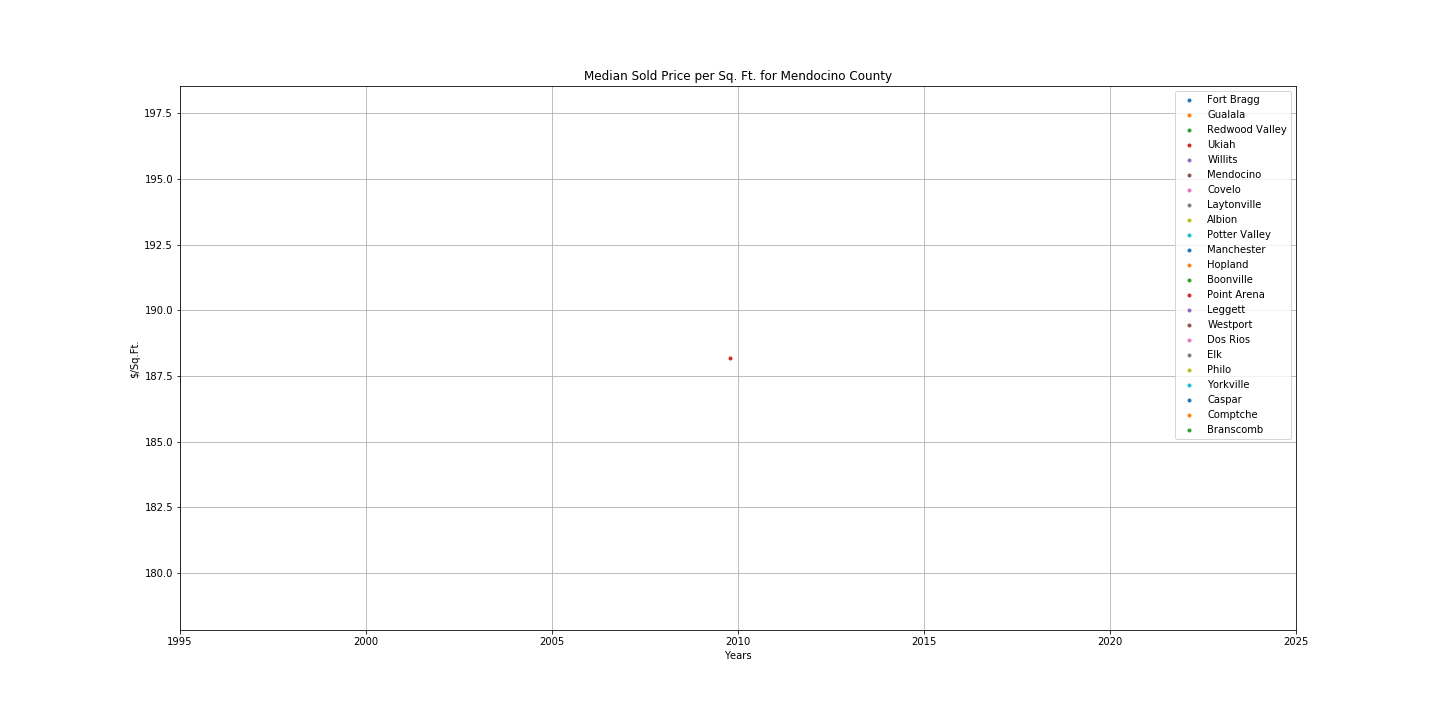 Median Sold Price per Sq. Ft. for Mendocino County
197.5
195.0
192.5
190.0
187.5
185.0
182.5
180.0
$/Sq.Ft.
1995
2000
2005
2010
2015
2020
2025
Years
Fort Bragg
Gualala
Redwood Valley
Ukiah
Willits
Mendocino
Covelo
Laytonville
Albion
Potter Valley
Manchester
Hopland
Boonville
Point Arena
Leggett
Westport
Dos Rios
Elk
Philo
Yorkville
Caspar
Comptche
Branscomb